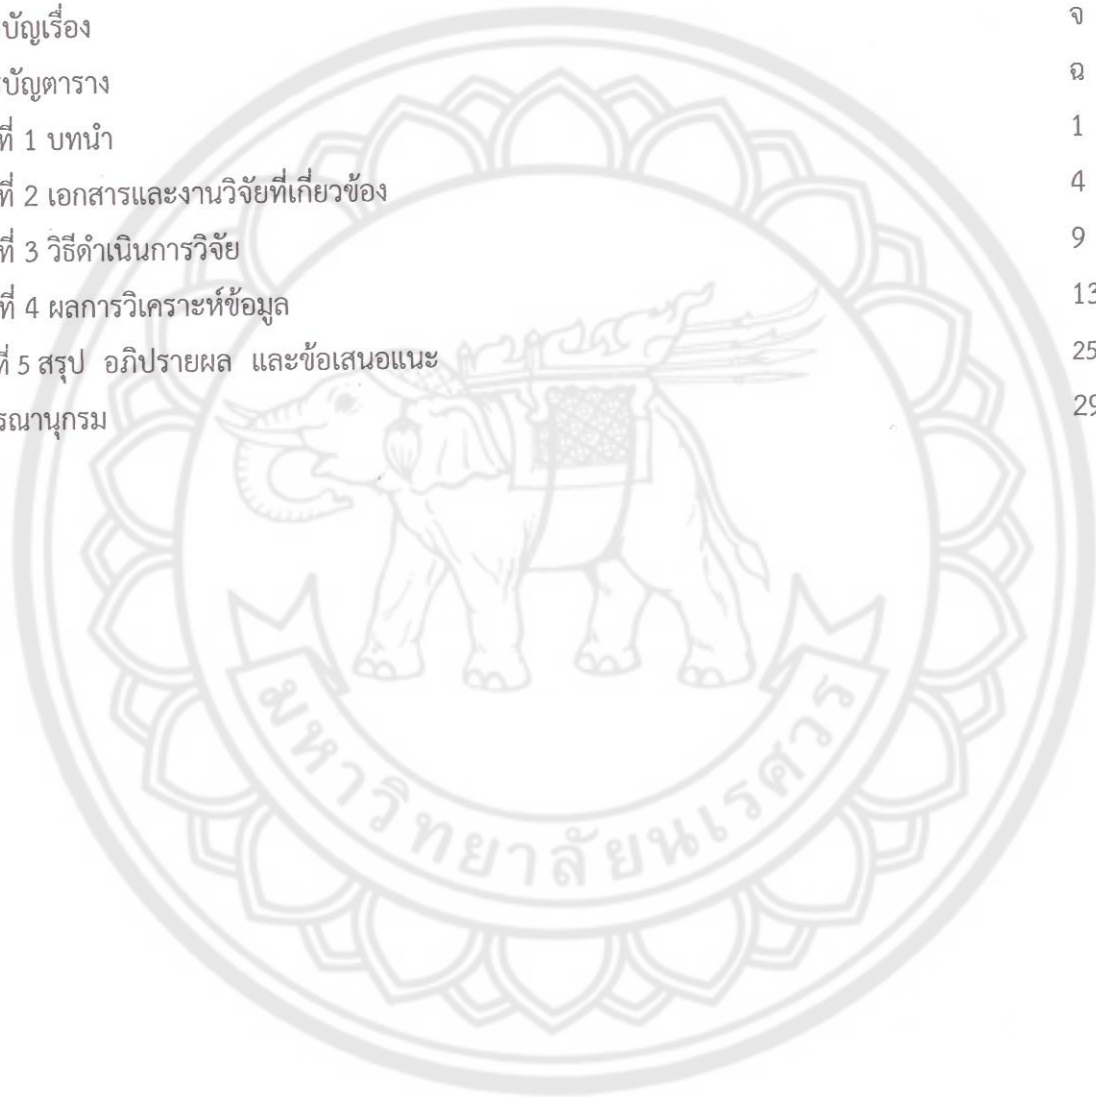 บัญเรื่อง จ
บัญตาราง ฉ
ที่ 1 บทนำ 1
ที่ 2 เอกสารและงานวิจัยที่เกี่ยวข้อง 4
ที่ 3 วิธีดำเนินการวิจัย 9
ที่ 4 ผลการวิเคราะห์ข้อมูล 13
ที่ 5 สรุป อภิปรายผล และข้อเสนอแนะ 25
รณานุกรม 29
มหาวิทยาลัยนเรศวร